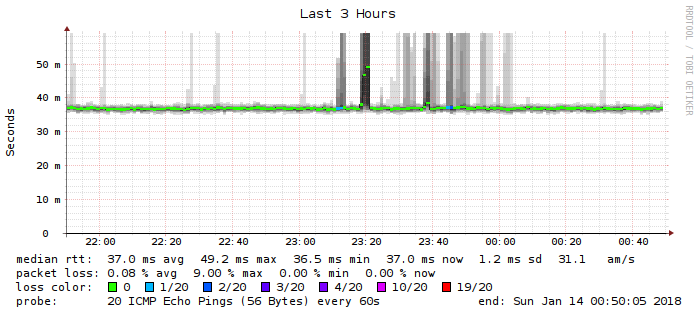 Last 3 Hours
RRDTOOL / TOBI OETIKER
Seconds
50 m
40 m
30 m
20 m
10 m
0
22:00 22:20 22:40 23:00 23:20 23:40 00:00 00:20 00:40
median rtt: 37.0 ms avg 49.2 ms max 36.5 ms min 37.0 ms now 1.2 ms sd 31.1 am/s
packet loss: 0.08 % avg 9.00 % max 0.00 % min 0.00 % now
loss color: 0 1/20 2/20 3/20 4/20 10/20 19/20
probe: 20 ICMP Echo Pings (56 Bytes) every 60s end: Sun Jan 14 00:50:05 2018